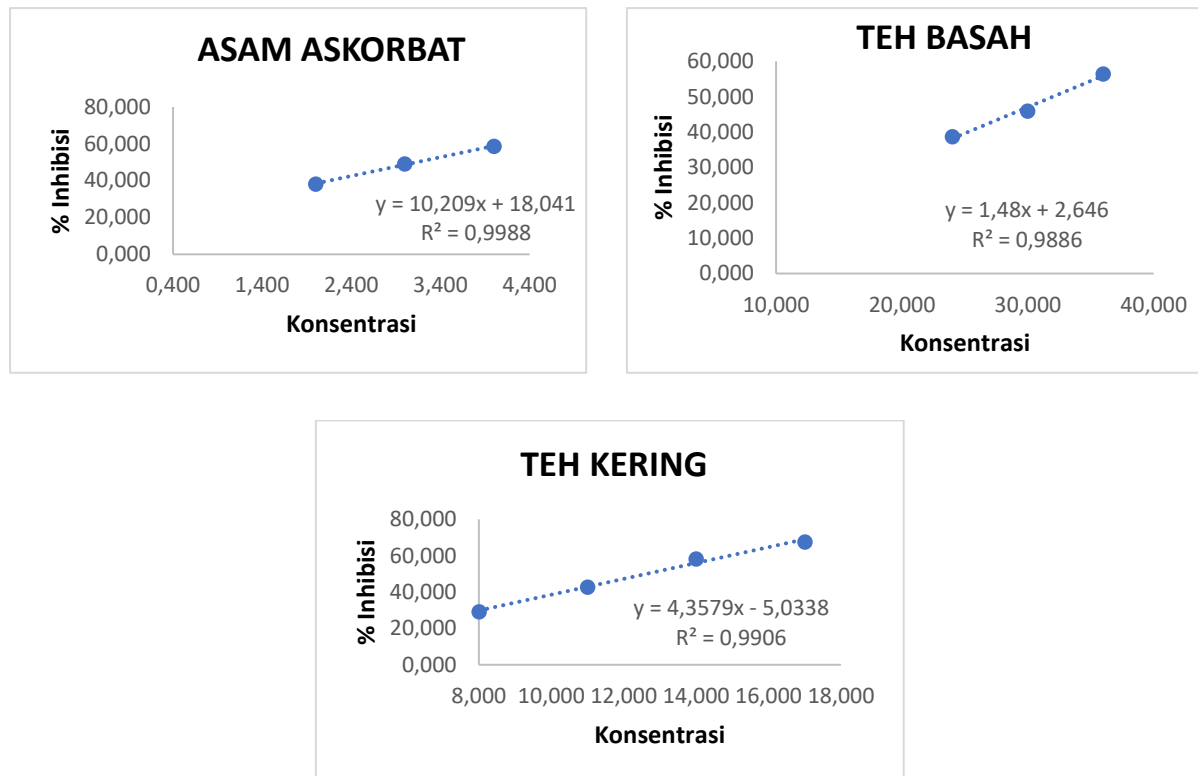 ASAM ASKORBAT
% Inhibisi
80,000
60,000
40,000
20,000
0,000
y = 10,209x + 18,041
R² = 0,9988
0,400 1,400 2,400 3,400 4,400
Konsentrasi
TEH BASAH
% Inhibisi
60,000
50,000
40,000
30,000
20,000
10,000
0,000
y = 1,48x + 2,646
R² = 0,9886
10,000 20,000 30,000 40,000
Konsentrasi
TEH KERING
% Inhibisi
80,000
60,000
40,000
20,000
0,000
y = 4,3579x - 5,0338
R² = 0,9906
8,000 10,000 12,000 14,000 16,000 18,000
Konsentrasi